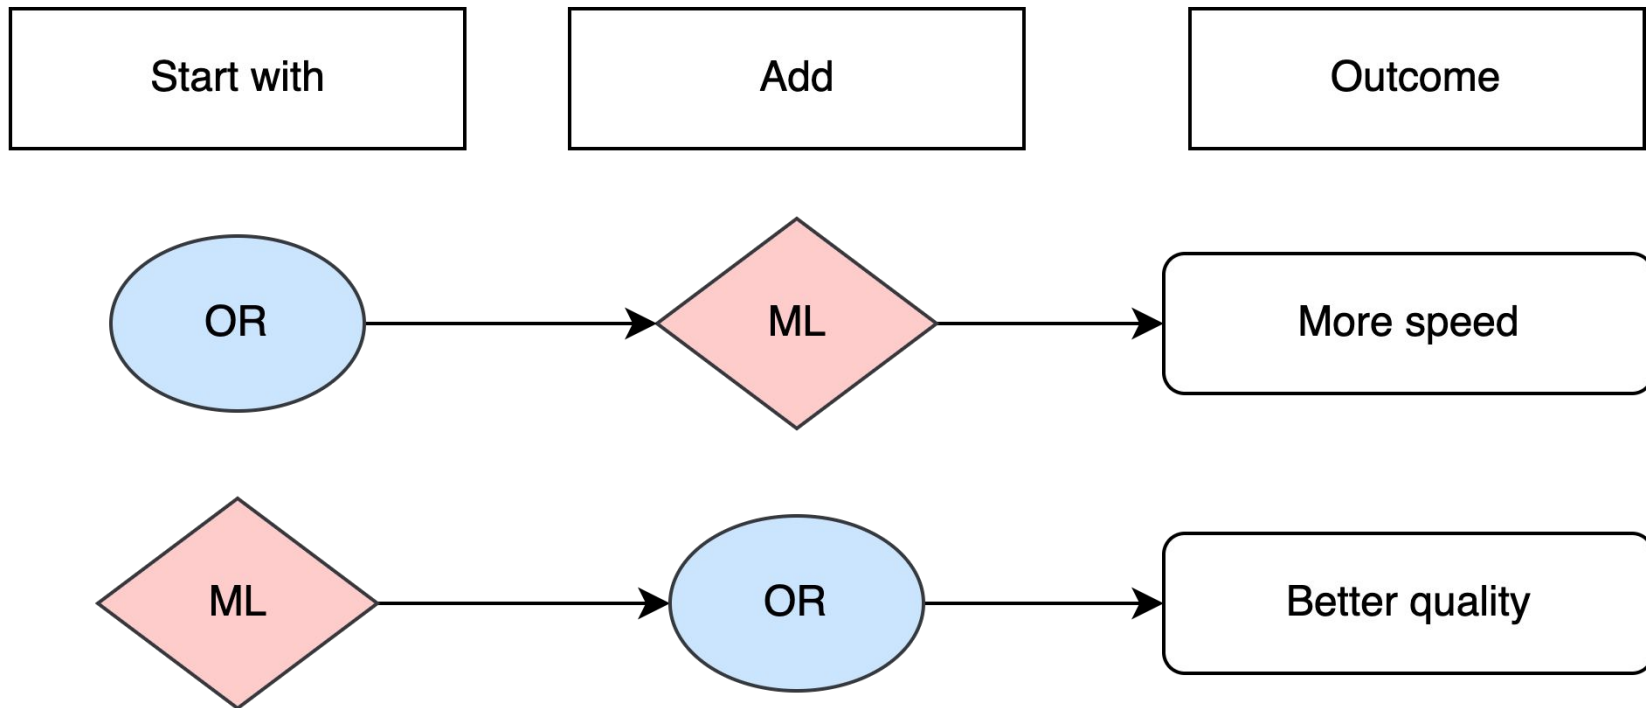 Start with
Add
Outcome
OR
ML
More speed
ML
OR
Better quality